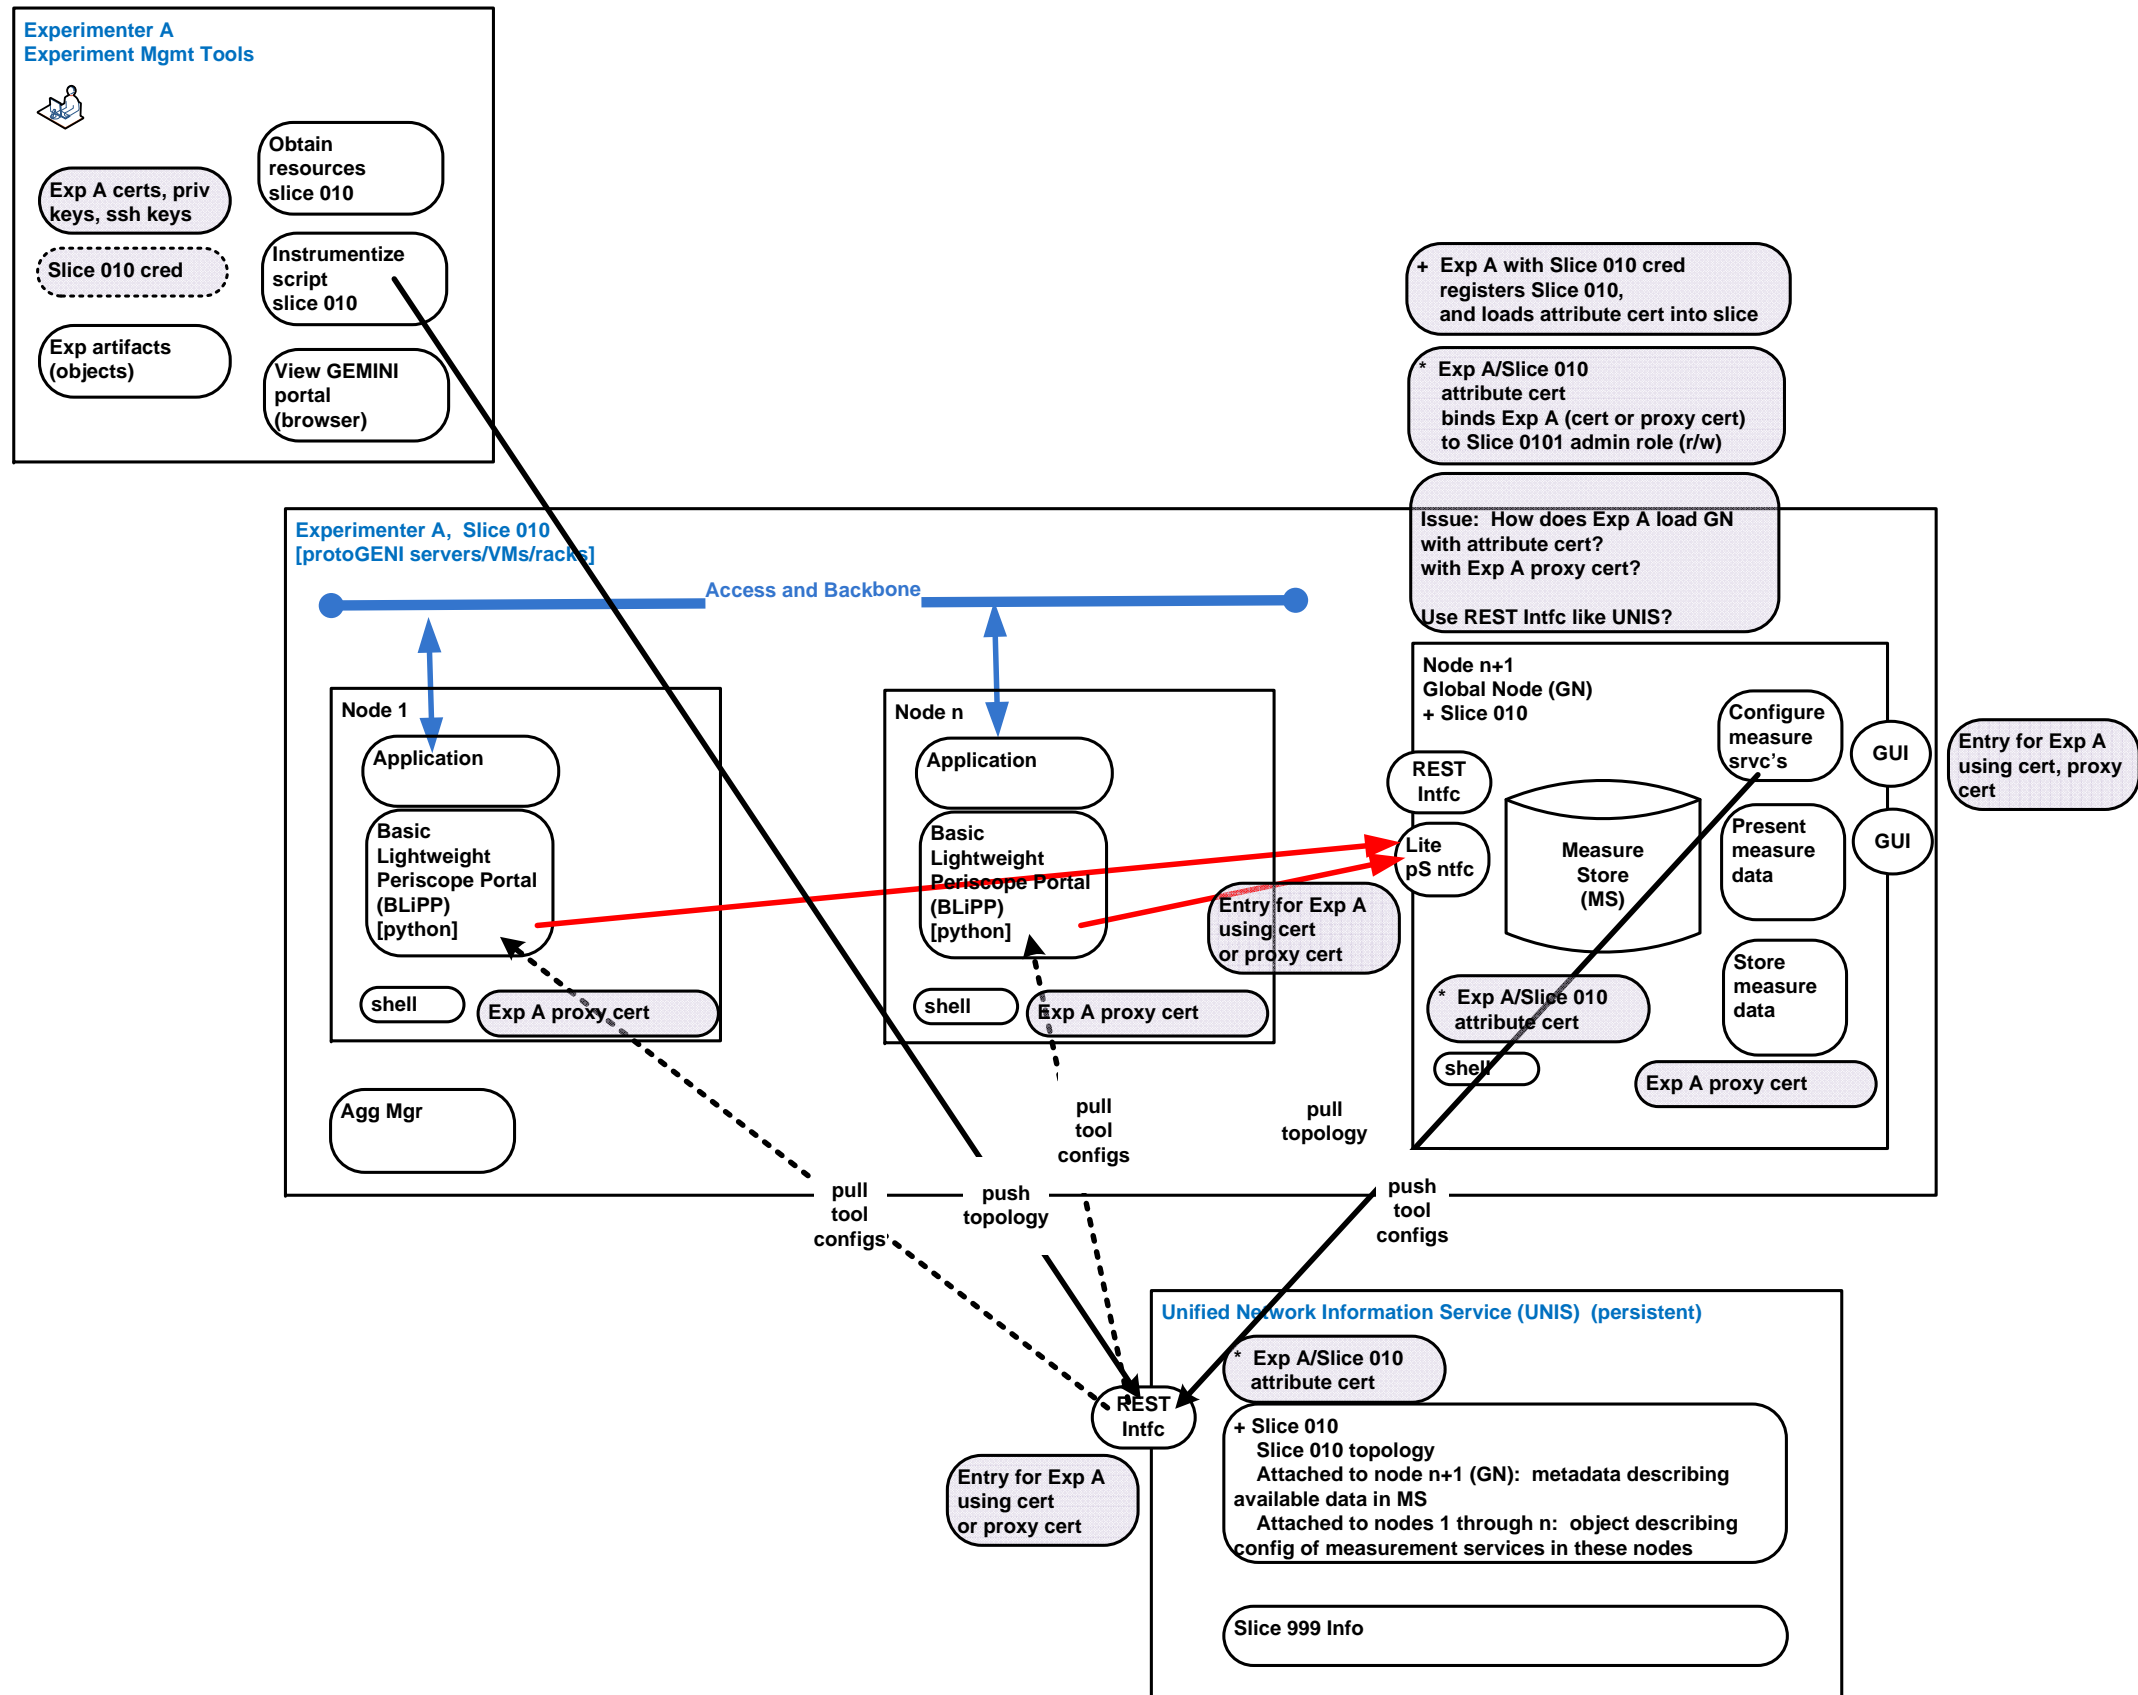 Experimenter A
Experiment Mgmt Tools
Obtain
resources
slice 010
Exp A certs, priv
keys, ssh keys
Slice 010 cred
Instrumentize
script
slice 010
Exp artifacts
(objects)
View GEMINI
portal
(browser)
+ Exp A with Slice 010 cred
registers Slice 010,
and loads attribute cert into slice
* Exp A/Slice 010
attribute cert
binds Exp A (cert or proxy cert)
to Slice 0101 admin role (r/w)
Issue: How does Exp A load GN
with attribute cert?
with Exp A proxy cert?
Use REST Intfc like UNIS?
Experimenter A, Slice 010
[protoGENI servers/VMs/racks]
Access and Backbone
Node 1
Application
Basic
Lightweight
Periscope Portal
(BLiPP)
[python]
shell
Exp A proxy cert
Node n
Application
Basic
Lightweight
Periscope Portal
(BLiPP)
[python]
shell
Exp A proxy cert
Entry for Exp A
using cert
or proxy cert
Node n+1
Global Node (GN)
+ Slice 010
REST
Intfc
Lite
pS ntfc
Measure
Store
(MS)
Configure
measure
srvc's
GUI
Present
measure
data
GUI
Store
measure
data
Entry for Exp A
using cert, proxy
cert
* Exp A/Slice 010
attribute cert
shell
Exp A proxy cert
Agg Mgr
pull
tool
configs
push
topology
pull
tool
configs
pull
topology
push
tool
configs
Unified Network Information Service (UNIS) (persistent)
* Exp A/Slice 010
attribute cert
REST
Intfc
Entry for Exp A
using cert
or proxy cert
+ Slice 010
Slice 010 topology
Attached to node n+1 (GN): metadata describing
available data in MS
Attached to nodes 1 through n: object describing
config of measurement services in these nodes
Slice 999 Info